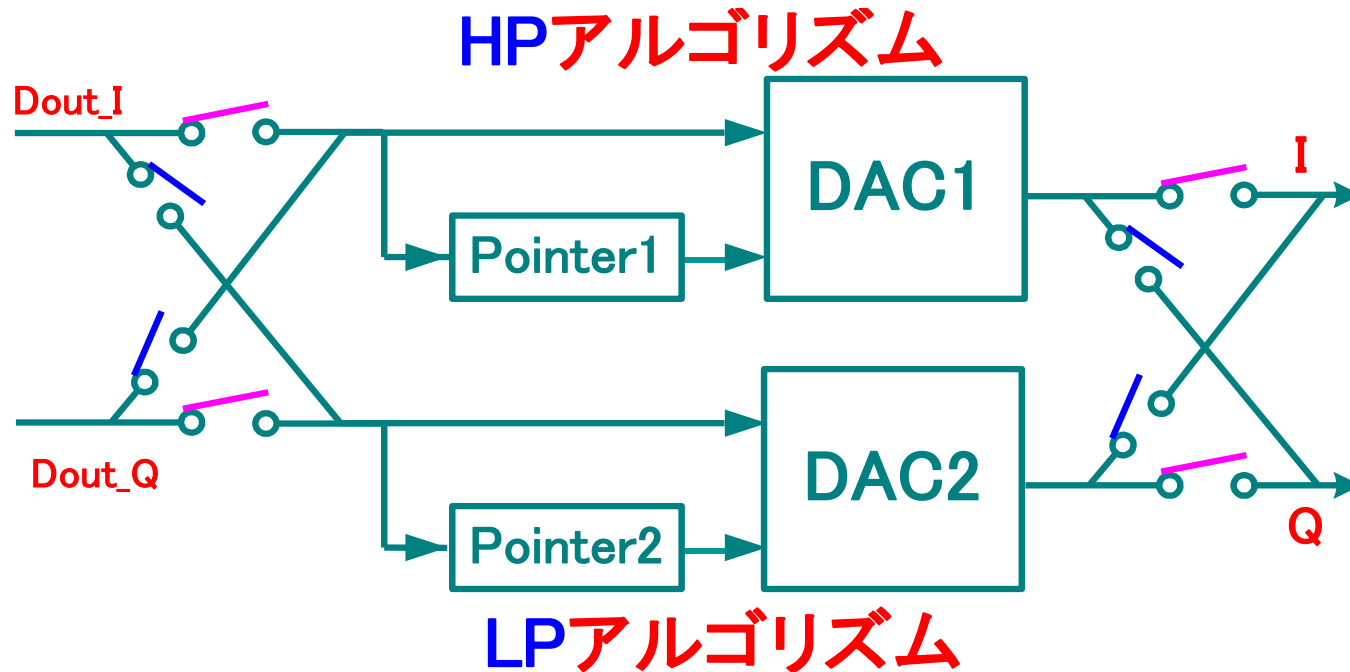 HPアルゴリズム
Dout_I
DAC1
I
Pointer1
Dout_Q
DAC2
Q
Pointer2
LPアルゴリズム